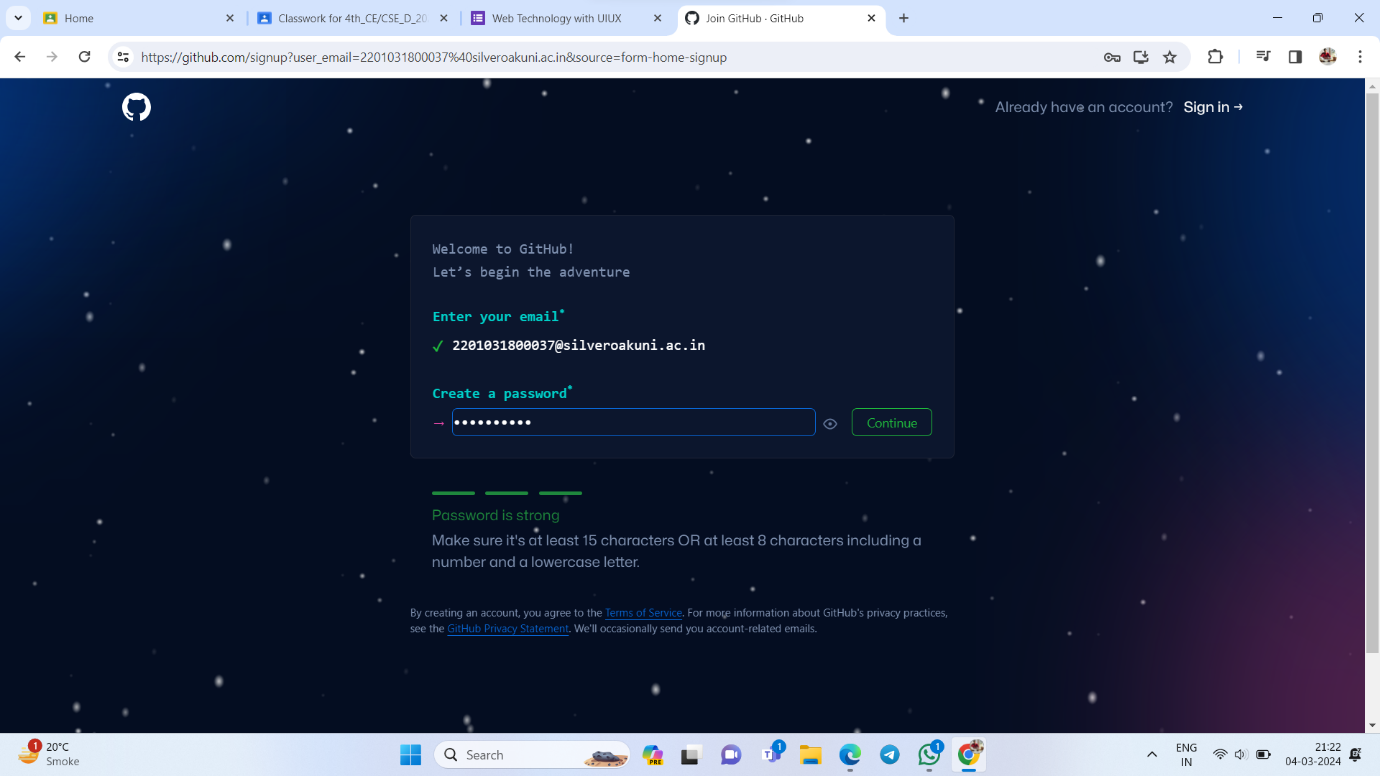 Home
Classwork for 4th_CE/CSE_D_20
Web Technology with UIUX
Join GitHub · GitHub
https://github.com/signup?user_email=2201031800037%40silveroakuni.ac.in&source=form-home-signup
Already have an account? Sign in →
Welcome to GitHub!
Let’s begin the adventure
Enter your email*
✓ 2201031800037@silveroakuni.ac.in
Create a password*
→ ••••••••••
Continue
Password is strong
Make sure it's at least 15 characters OR at least 8 characters including a
number and a lowercase letter.
By creating an account, you agree to the Terms of Service. For more information about GitHub's privacy practices,
see the GitHub Privacy Statement. We'll occasionally send you account-related emails.
1
20°C
Smoke
Search
PRE
1
1
ENG
IN
21:22
04-03-2024